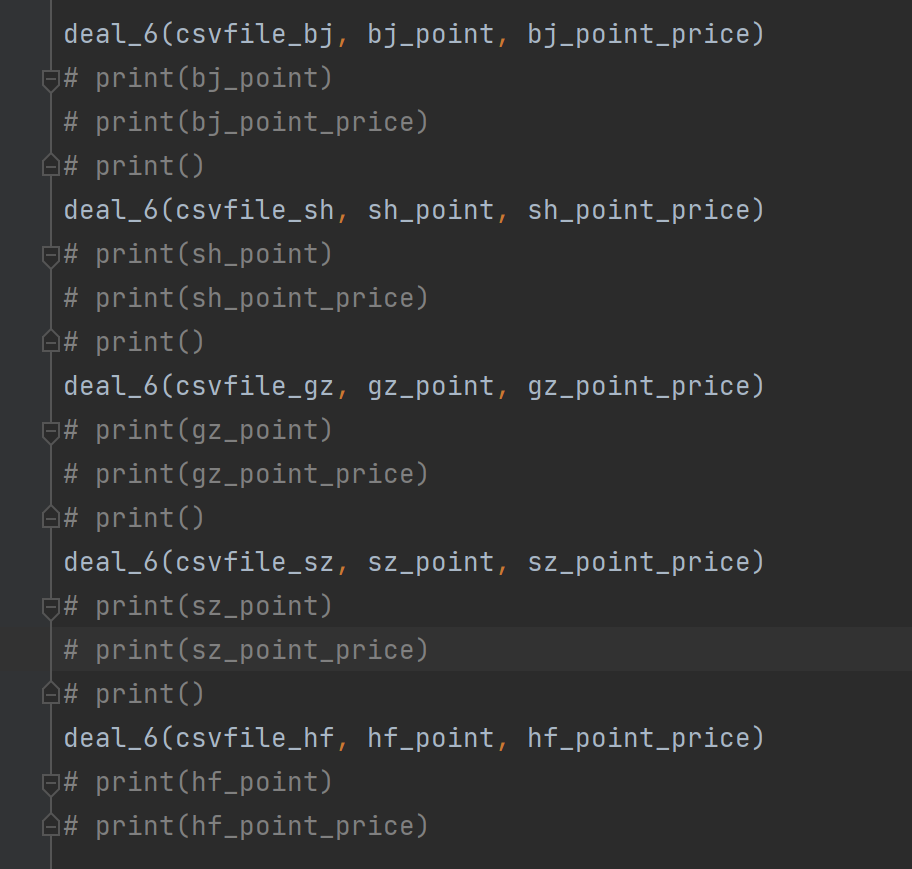 deal_6(csvfile_bj, bj_point, bj_point_price)
# print(bj_point)
# print(bj_point_price)
# print()
deal_6(csvfile_sh, sh_point, sh_point_price)
# print(sh_point)
# print(sh_point_price)
# print()
deal_6(csvfile_gz, gz_point, gz_point_price)
# print(gz_point)
# print(gz_point_price)
# print()
deal_6(csvfile_sz, sz_point, sz_point_price)
# print(sz_point)
# print(sz_point_price)
# print()
deal_6(csvfile_hf, hf_point, hf_point_price)
# print(hf_point)
# print(hf_point_price)